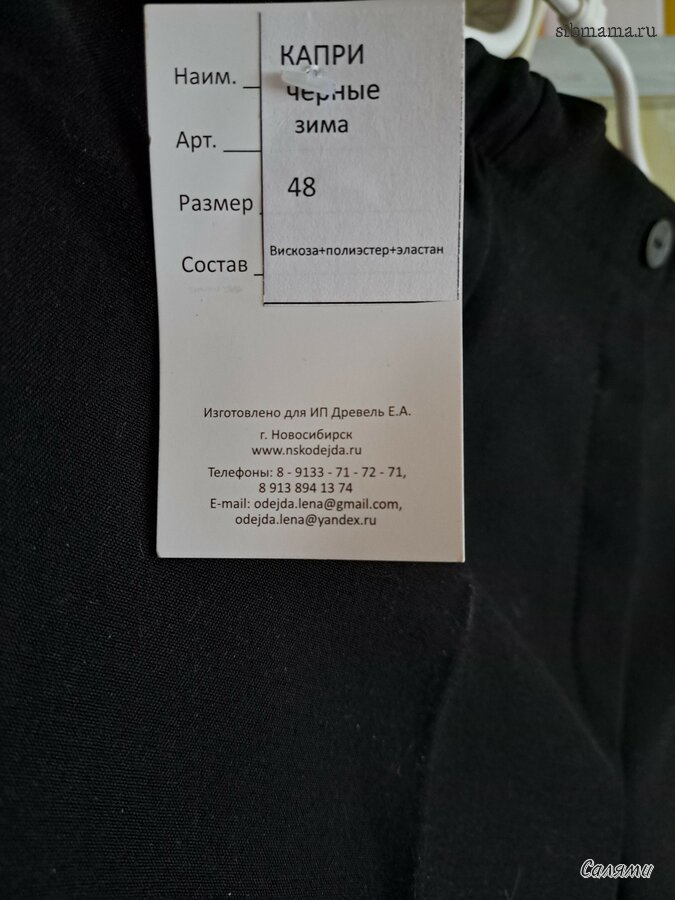 sibmama.ru
Наим. _
КАПРИ
черные
Арт. ___
зима
Размер
48
Состав _
Вискоза+полиэстер+эластан
Изготовлено для ИП Древель Е.А.
г. Новосибирск
www.nskodejda.ru
Телефоны: 8 - 9133 - 71 - 72 - 71,
8 913 894 13 74
E-mail: odejda.lena@gmail.com,
odejda.lena@yandex.ru
Салями